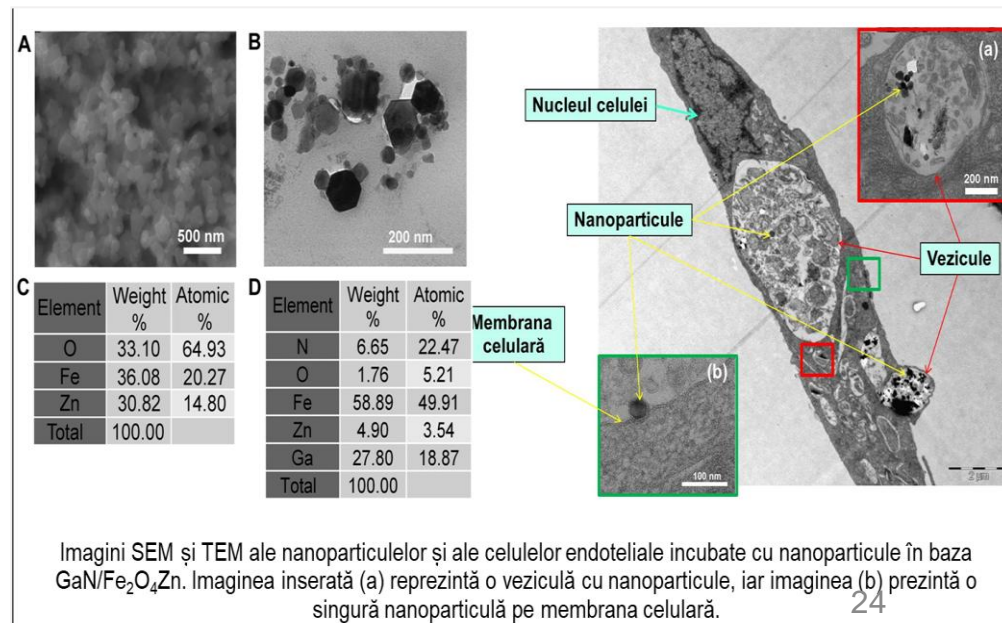 A
500 nm
B
200 nm
C
Element Weight % Atomic %
O 33.10 64.93
Fe 36.08 20.27
Zn 30.82 14.80
Total 100.00
D
Element Weight % Atomic %
N 6.65 22.47
O 1.76 5.21
Fe 58.89 49.91
Zn 4.90 3.54
Ga 27.80 18.87
Total 100.00
Nucleul celulei
Nanoparticule
Membrana
celulară
Vezicule
(a)
200 nm
(b)
100 nm
2 µm
Imagini SEM și TEM ale nanoparticulelor și ale celulelor endoteliale incubate cu nanoparticule în baza
GaN/Fe₂O₄Zn. Imaginea inserată (a) reprezintă o veziculă cu nanoparticule, iar imaginea (b) prezintă o
singură nanoparticulă pe membrana celulară.
24